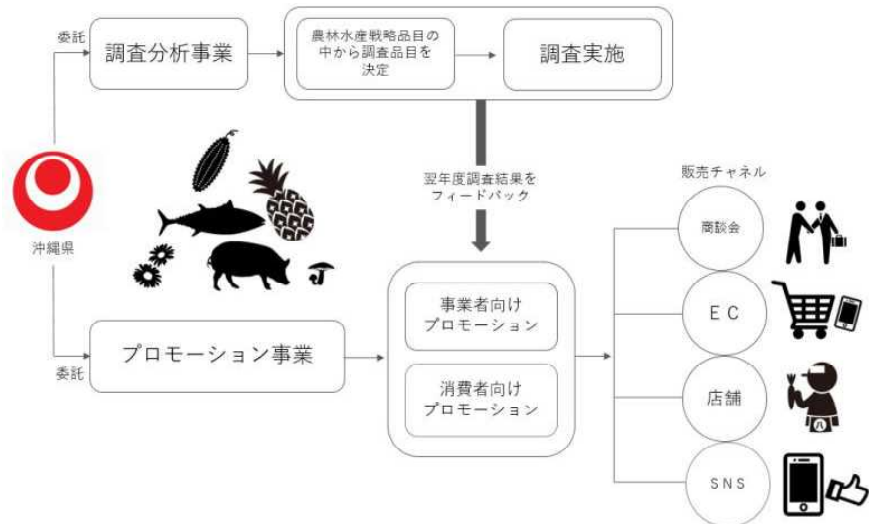 委託
調査分析事業
農林水産戦略品目の
中から調査品目を
決定
調査実施
沖縄県
翌年度調査結果を
フィードバック
販売チャネル
商談会
事業者向け
プロモーション
ＥＣ
委託
プロモーション事業
消費者向け
プロモーション
店舗
八
ＳＮＳ